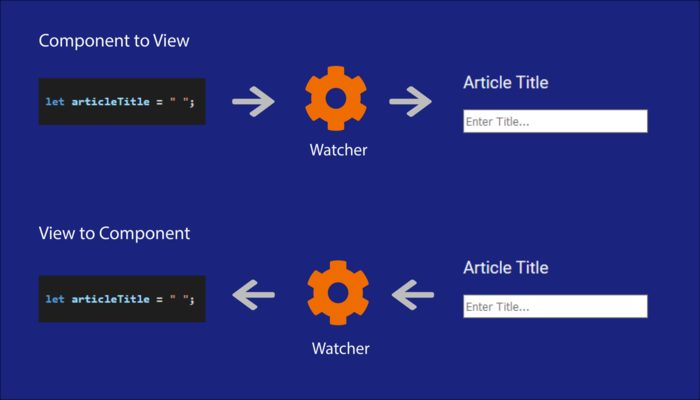 Component to View
let articleTitle = " ";
Watcher
Article Title
Enter Title...
View to Component
let articleTitle = " ";
Watcher
Article Title
Enter Title...